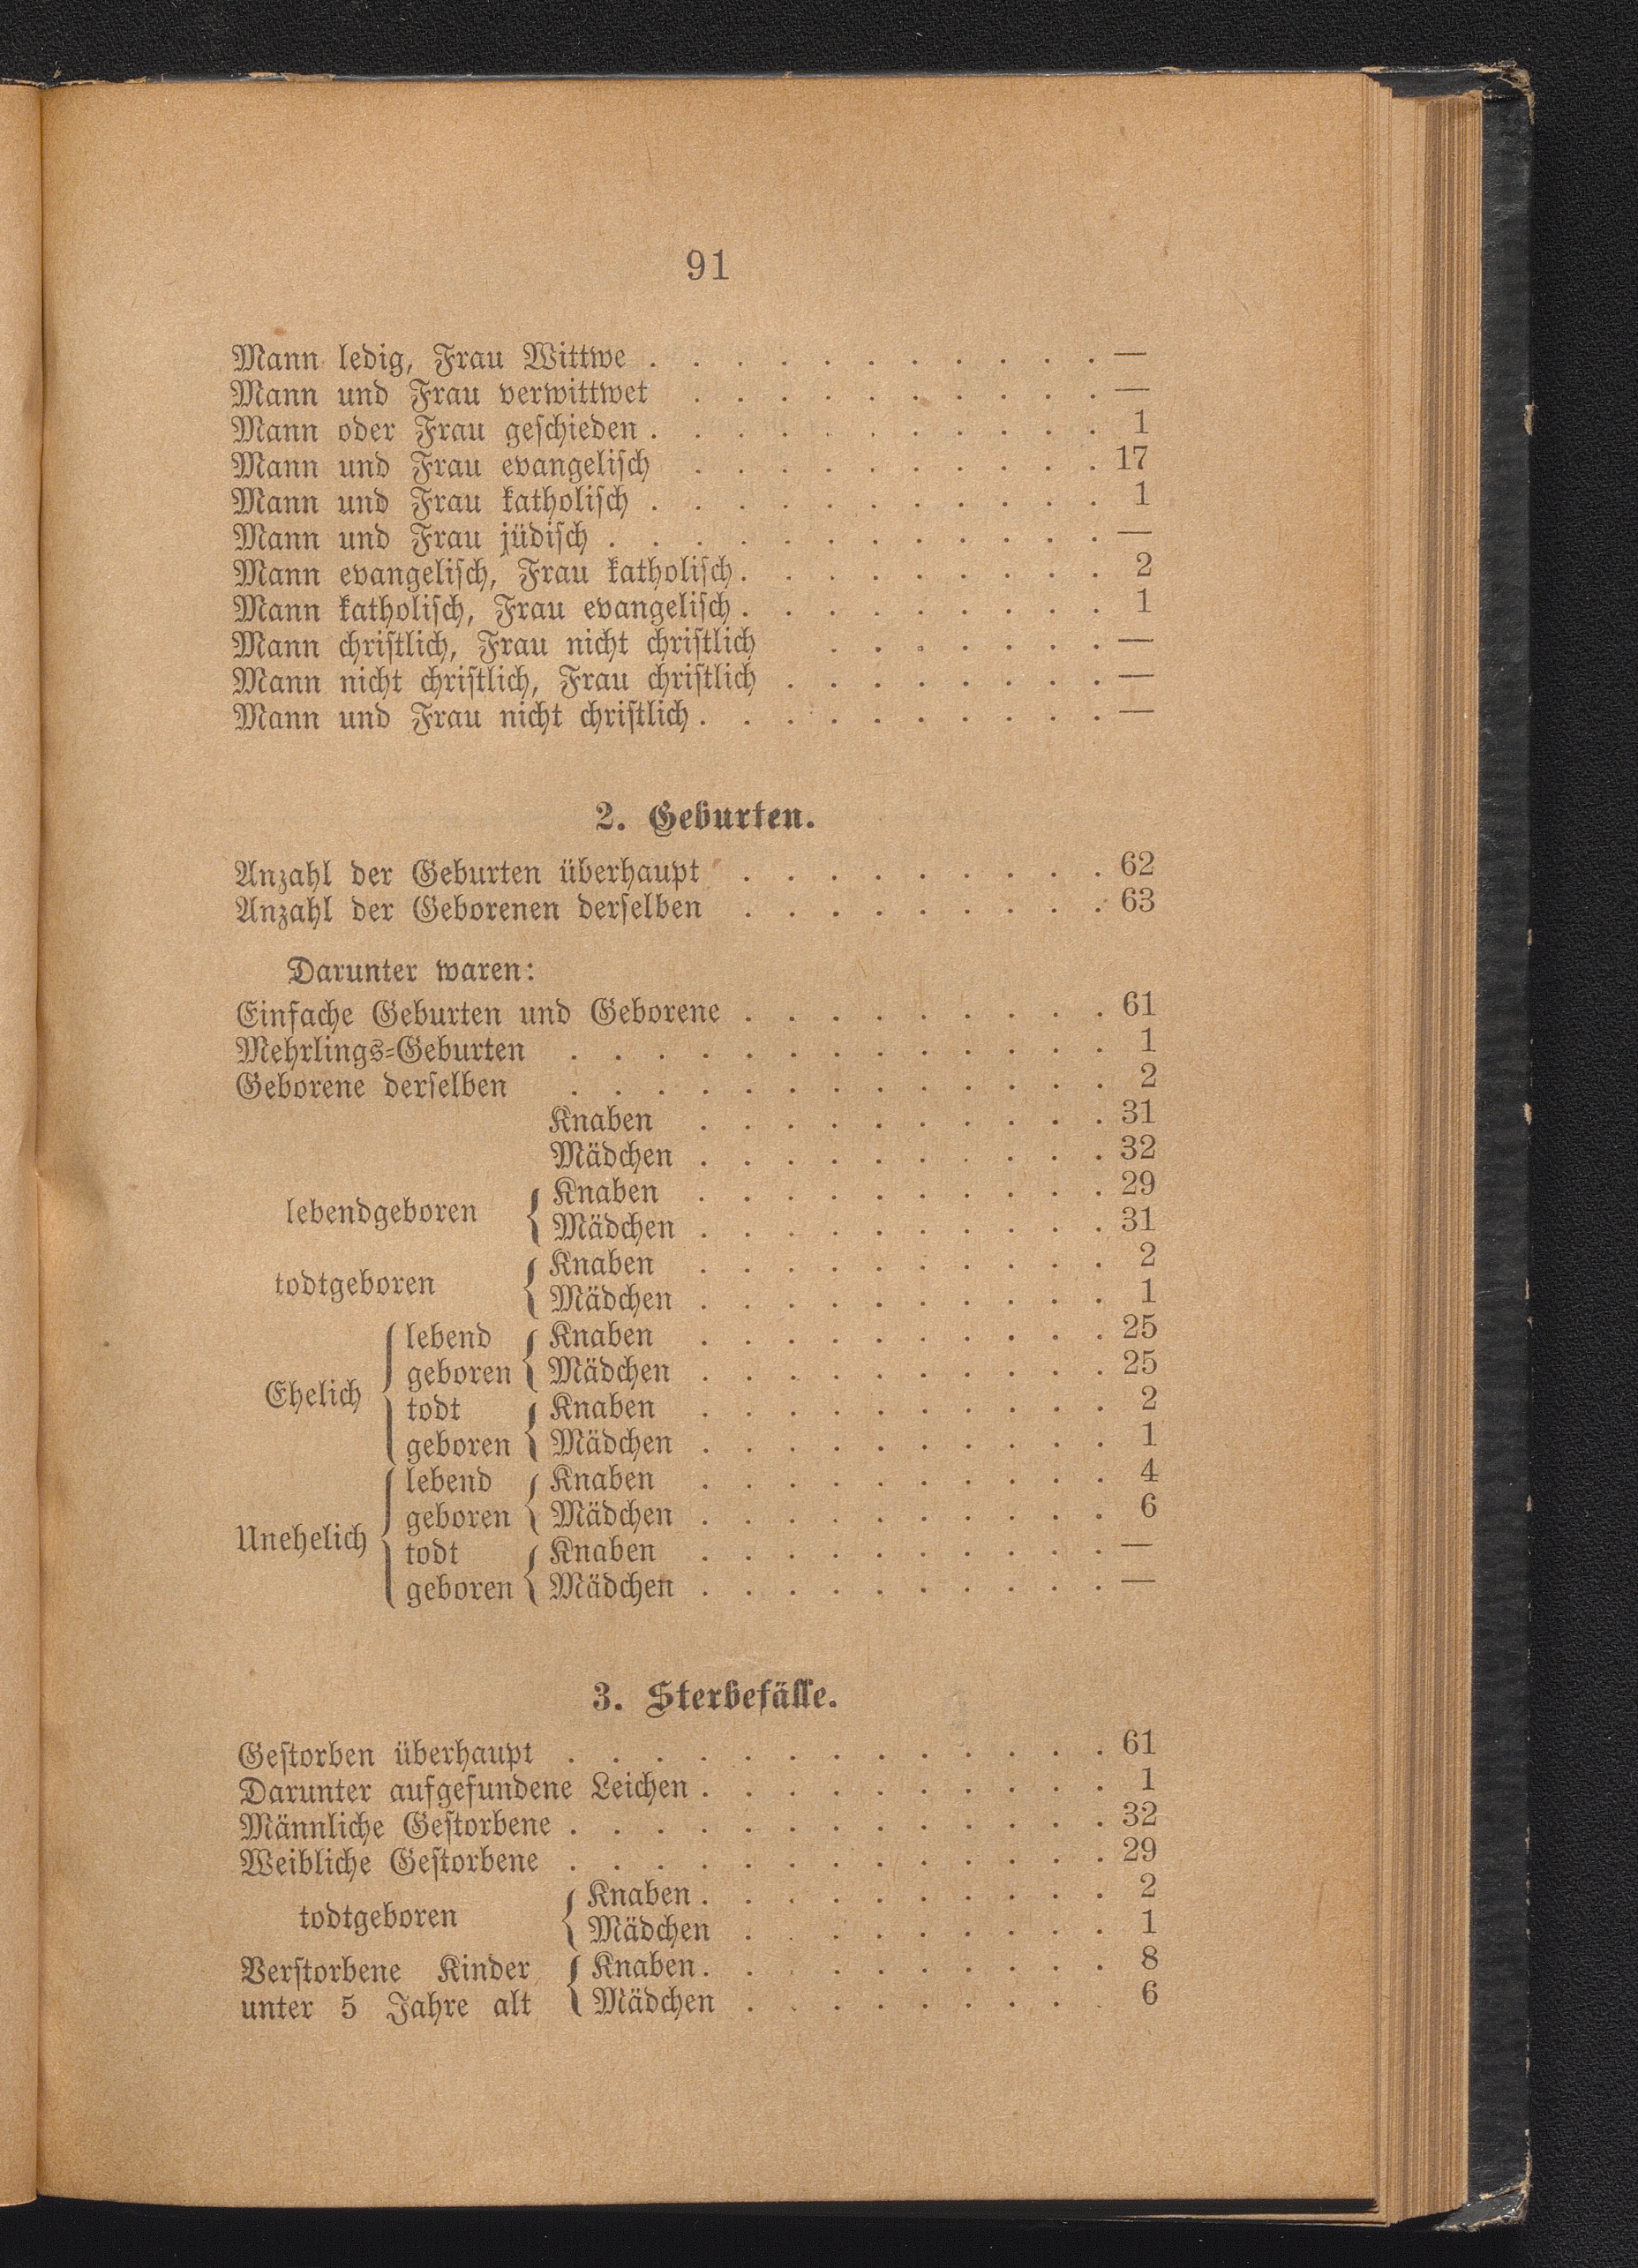 91
Mann ledig, Frau Wittwe . . . . . . . . . . . —
Mann und Frau verwittwet . . . . . . . . . . —
Mann oder Frau geschieden . . . . . . . . . . . 1
Mann und Frau evangelisch . . . . . . . . . . 17
Mann und Frau katholisch . . . . . . . . . . . 1
Mann und Frau jüdisch . . . . . . . . . . . . —
Mann evangelisch, Frau katholisch . . . . . . . . . 2
Mann katholisch, Frau evangelisch . . . . . . . . . 1
Mann christlich, Frau nicht christlich . . . . . . . —
Mann nicht christlich, Frau christlich . . . . . . . . —
Mann und Frau nicht christlich . . . . . . . . . . —
2. Geburten.
Anzahl der Geburten überhaupt . . . . . . . . . 62
Anzahl der Geborenen derselben . . . . . . . . . 63
Darunter waren:
Einfache Geburten und Geborene . . . . . . . . . 61
Mehrlings-Geburten . . . . . . . . . . . . . 1
Geborene derselben . . . . . . . . . . . . . 2
Knaben . . . . . . . . . . 31
Mädchen . . . . . . . . . . 32
lebendgeboren { Knaben . . . . . . . . . . 29
Mädchen . . . . . . . . . . 31
todtgeboren { Knaben . . . . . . . . . . 2
Mädchen . . . . . . . . . . 1
Ehelich { lebend { Knaben . . . . . . . . . . 25
geboren Mädchen . . . . . . . . . . 25
todt { Knaben . . . . . . . . . . 2
geboren Mädchen . . . . . . . . . . 1
Unehelich { lebend { Knaben . . . . . . . . . . 4
geboren Mädchen . . . . . . . . . . 6
todt { Knaben . . . . . . . . . . —
geboren Mädchen . . . . . . . . . . —
3. Sterbefälle.
Gestorben überhaupt . . . . . . . . . . . . . 61
Darunter aufgefundene Leichen . . . . . . . . . . 1
Männliche Gestorbene . . . . . . . . . . . . . 32
Weibliche Gestorbene . . . . . . . . . . . . . 29
todtgeboren { Knaben . . . . . . . . . . 2
Mädchen . . . . . . . . . 1
Verstorbene Kinder { Knaben . . . . . . . . . . 8
unter 5 Jahre alt Mädchen . . . . . . . . . 6